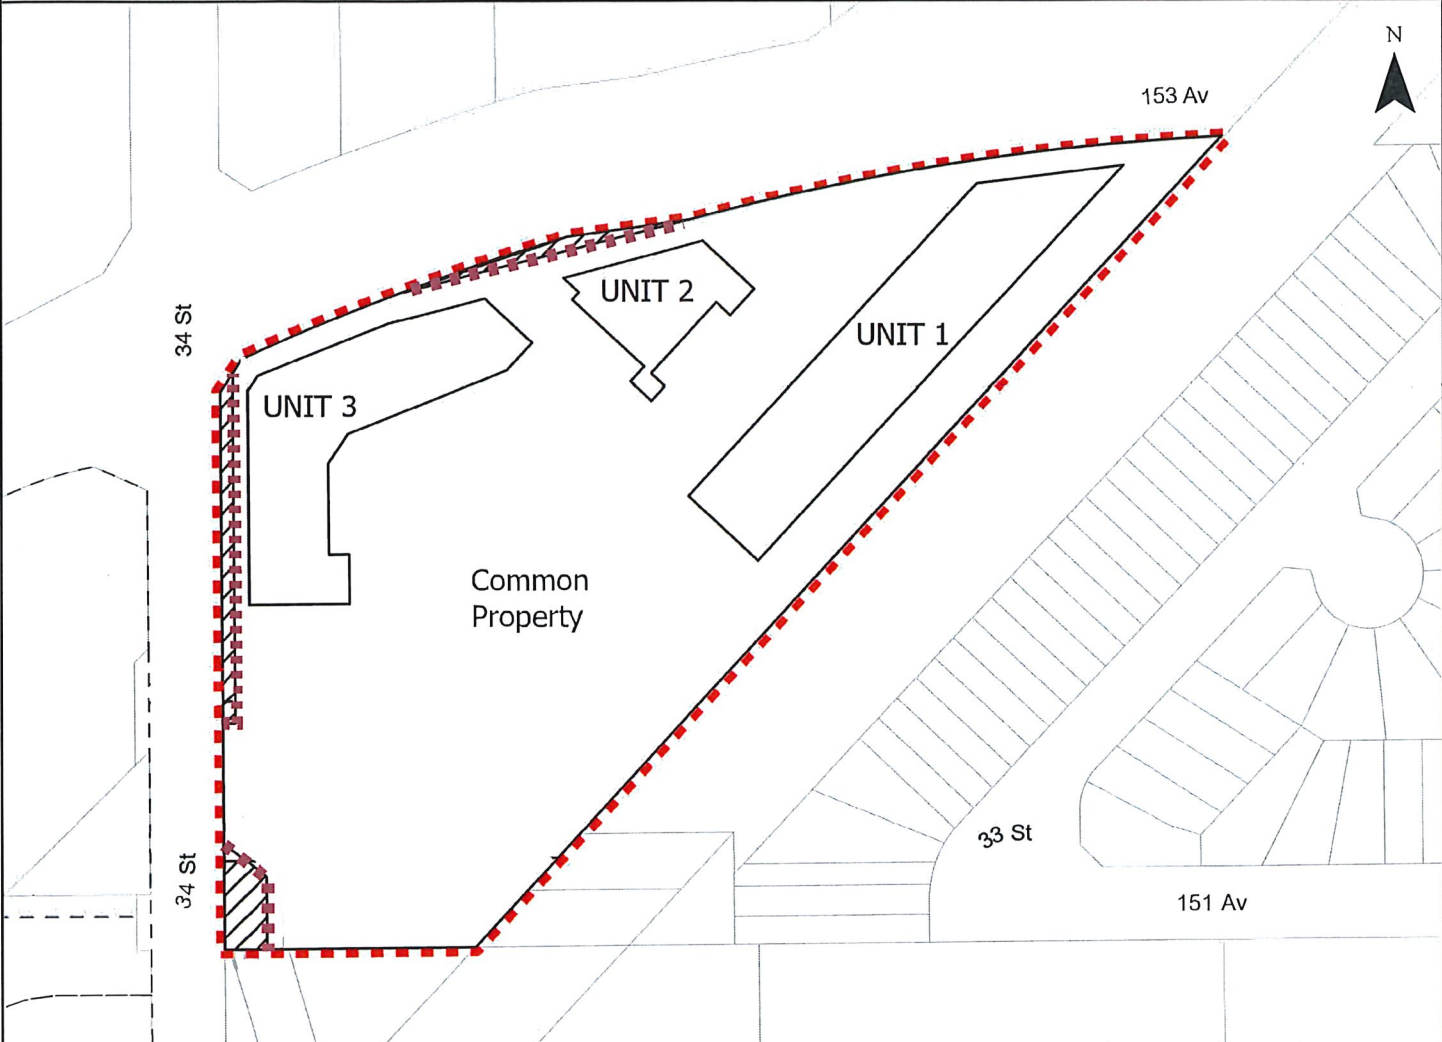 N
153 Av
34 St
UNIT 2
UNIT 1
UNIT 3
Common
Property
33 St
34 St
151 Av